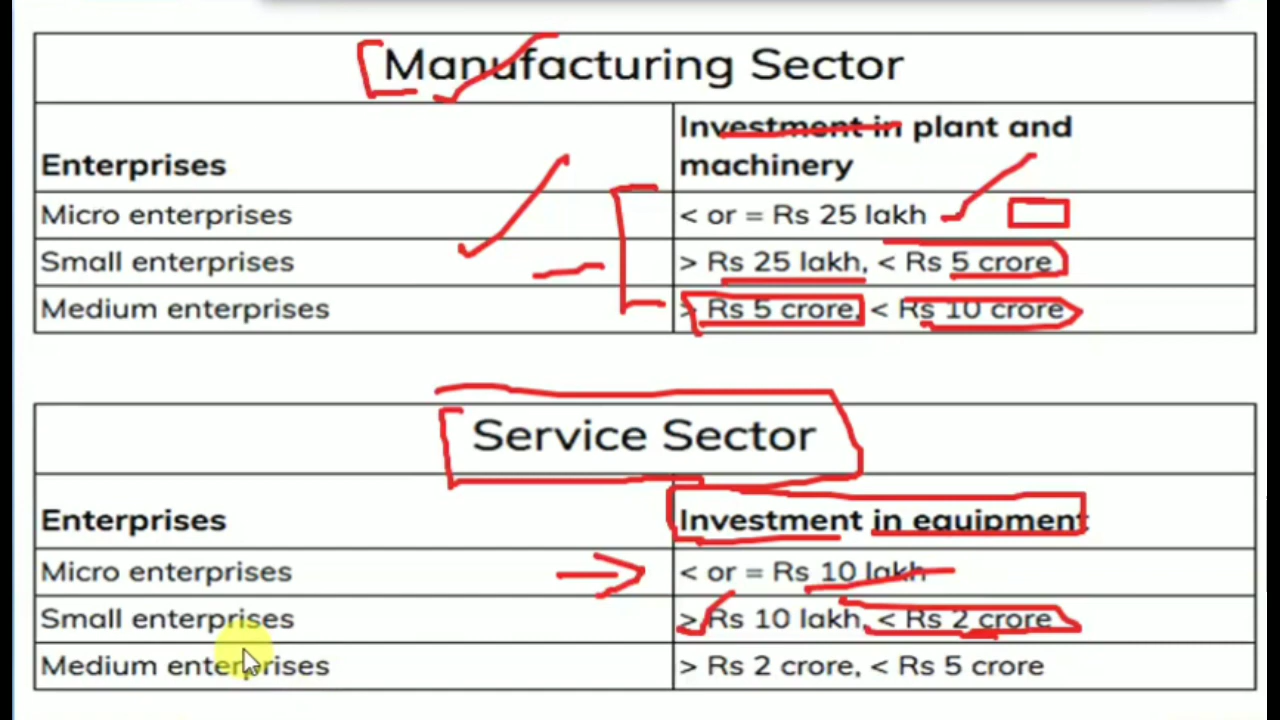 Manufacturing Sector
Enterprises
Investment in plant and
machinery
Micro enterprises
< or = Rs 25 lakh
Small enterprises
> Rs 25 lakh, < Rs 5 crore
Medium enterprises
> Rs 5 crore, < Rs 10 crore
Service Sector
Enterprises
Investment in equipment
Micro enterprises
< or = Rs 10 lakh
Small enterprises
> Rs 10 lakh, < Rs 2 crore
Medium enterprises
> Rs 2 crore, < Rs 5 crore